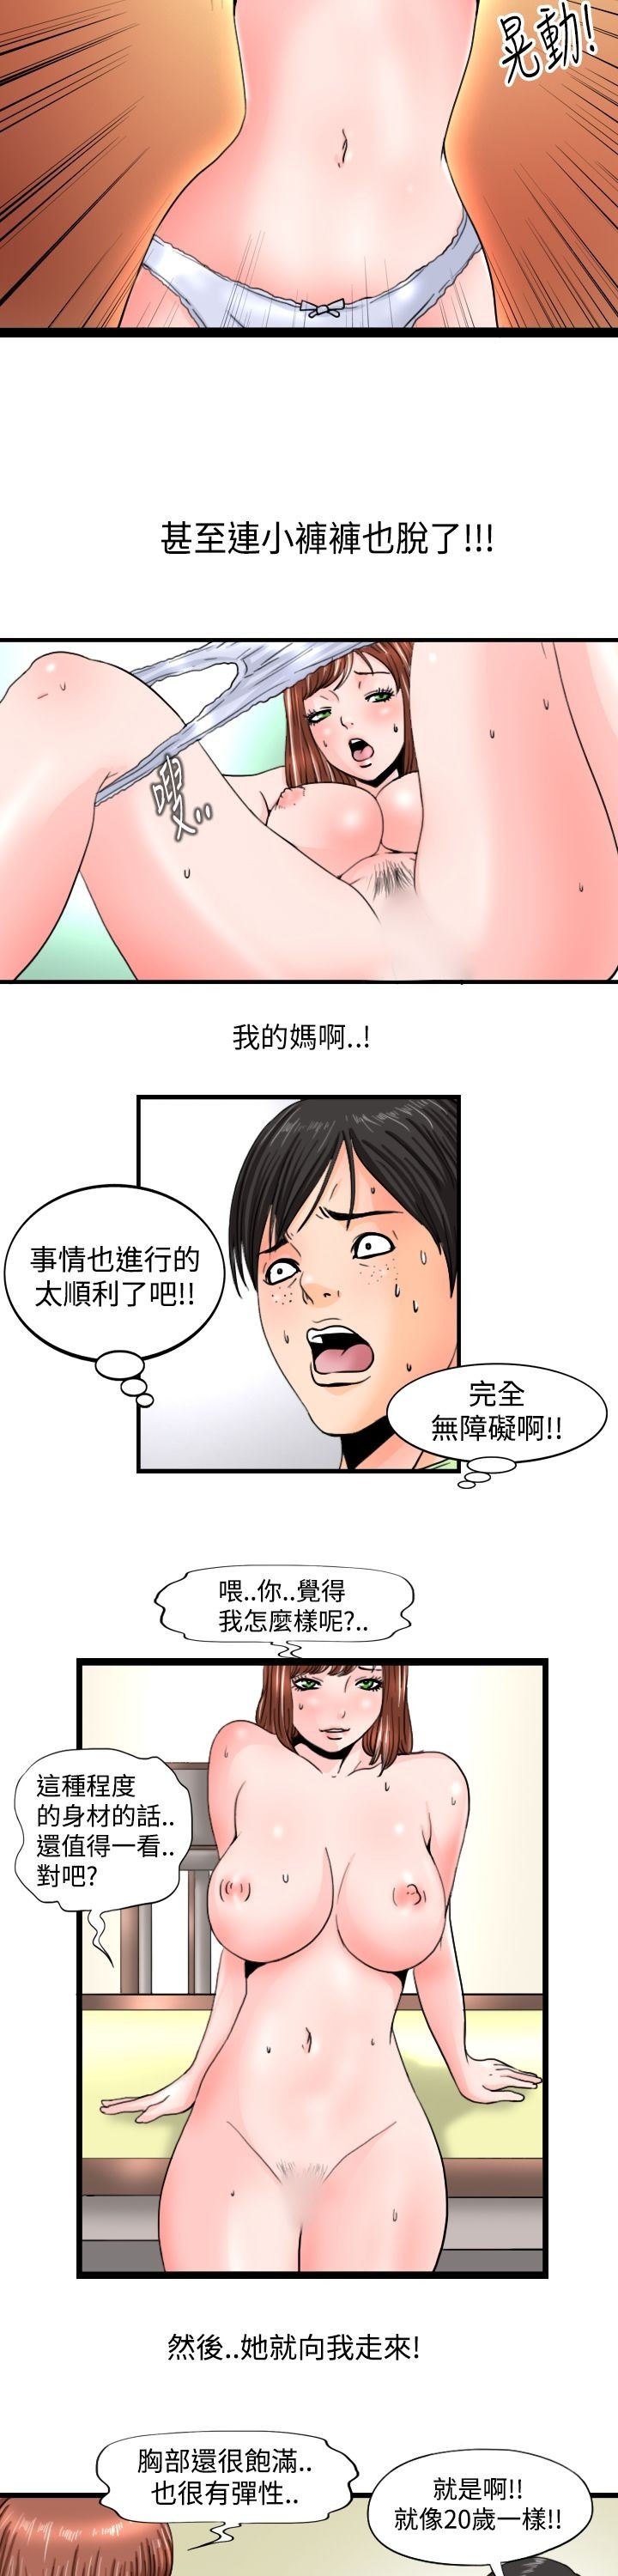 晃動!
甚至連小褲褲也脫了!!!
嗖..
我的媽啊..!
事情也進行的
太順利了吧!!
完全
無障礙啊!!
喂..你..覺得
我怎麼樣呢?..
這種程度
的身材的話..
還值得一看..
對吧?
然後..她就向我走來!
胸部還很飽滿..
也很有彈性..
就是啊!!
就像20歲一樣!!